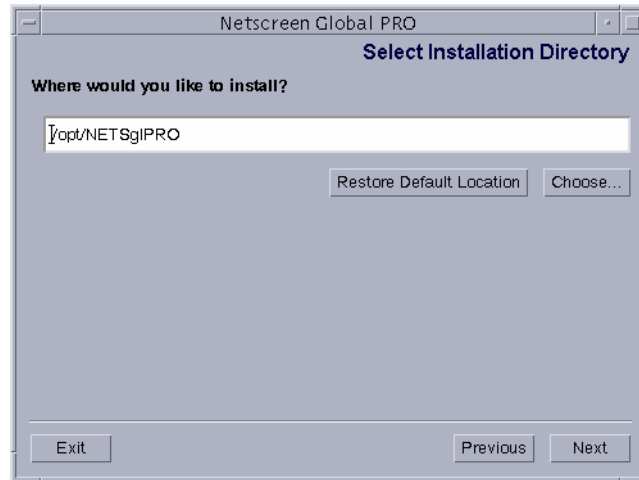 Netscreen Global PRO
Select Installation Directory
Where would you like to install?
/opt/NETSglPRO
Restore Default Location Choose...
Exit Previous Next